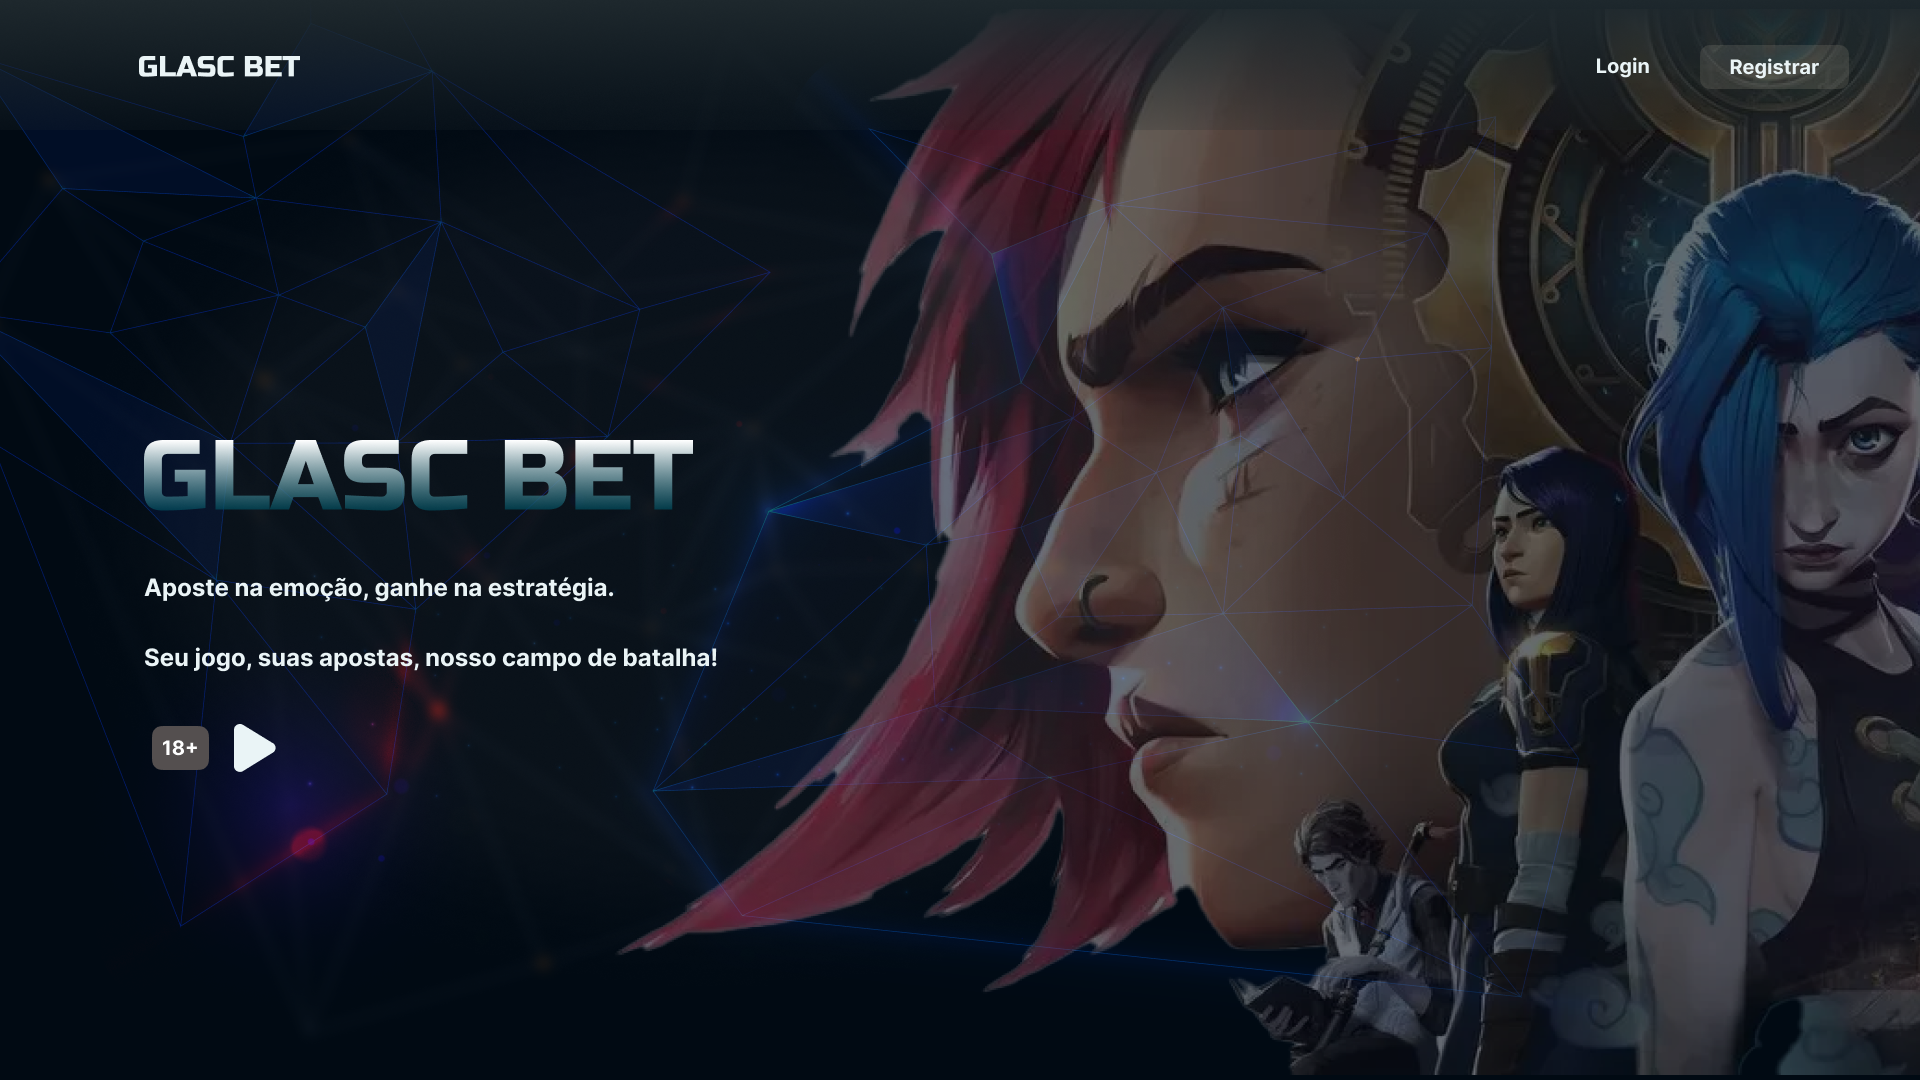 GLASC BET
Login
Registrar
GLASC BET
Aposte na emoção, ganhe na estratégia.
Seu jogo, suas apostas, nosso campo de batalha!
18+